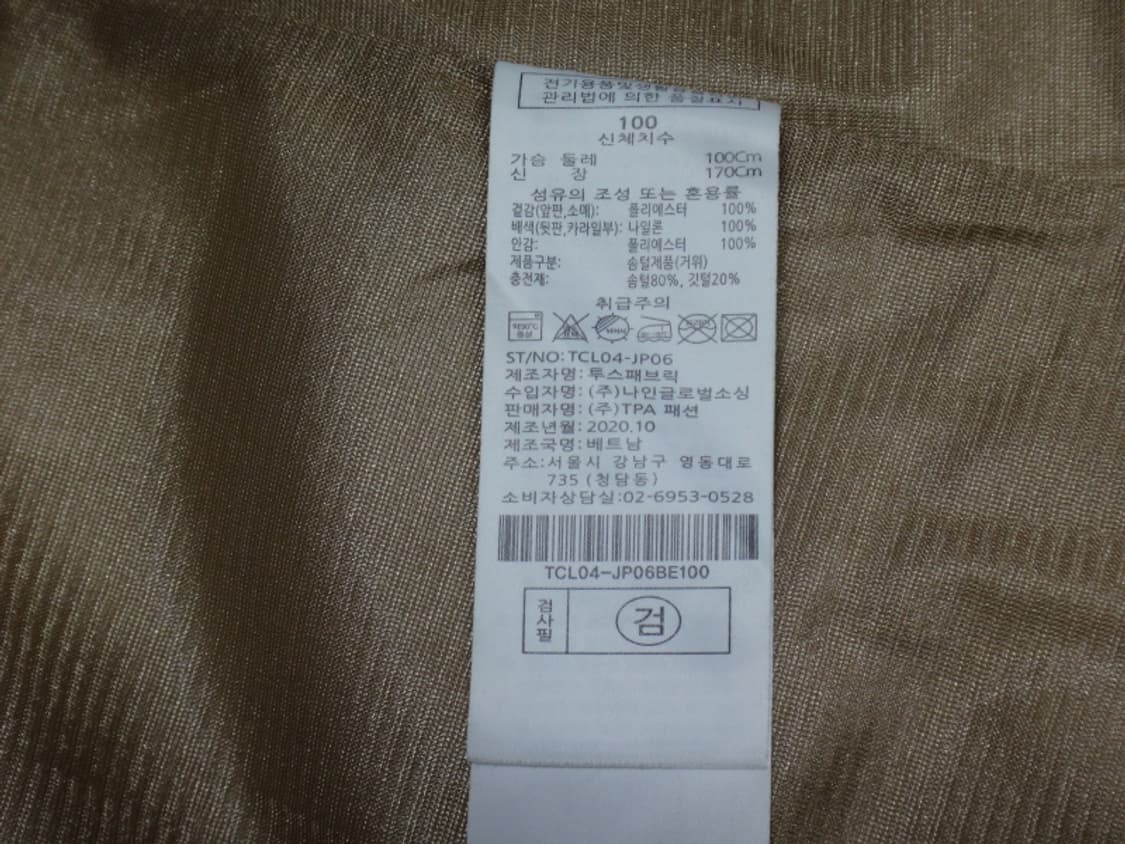 전기용품및생활
관리법에 의한 품질표시
100
신체치수
가슴 둘레 100Cm
신 장 170Cm
섬유의 조성 또는 혼용률
겉감(앞판,소매): 폴리에스터 100%
배색(뒷판,카라일부): 나일론 100%
인감: 폴리에스터 100%
제품구분: 솜털제품(거위)
충전재: 솜털80%, 깃털20%
취급주의
약30°C 중성
ST/NO: TCL04-JP06
제조자명: 투스패브릭
수입자명: (주)나인글로벌소싱
판매자명: (주)TPA 패션
제조년월: 2020.10
제조국명: 베트남
주소:서울시 강남구 영동대로
735 (청담동)
소비자상담실:02-6953-0528
TCL04-JP06BE100
검사필 검